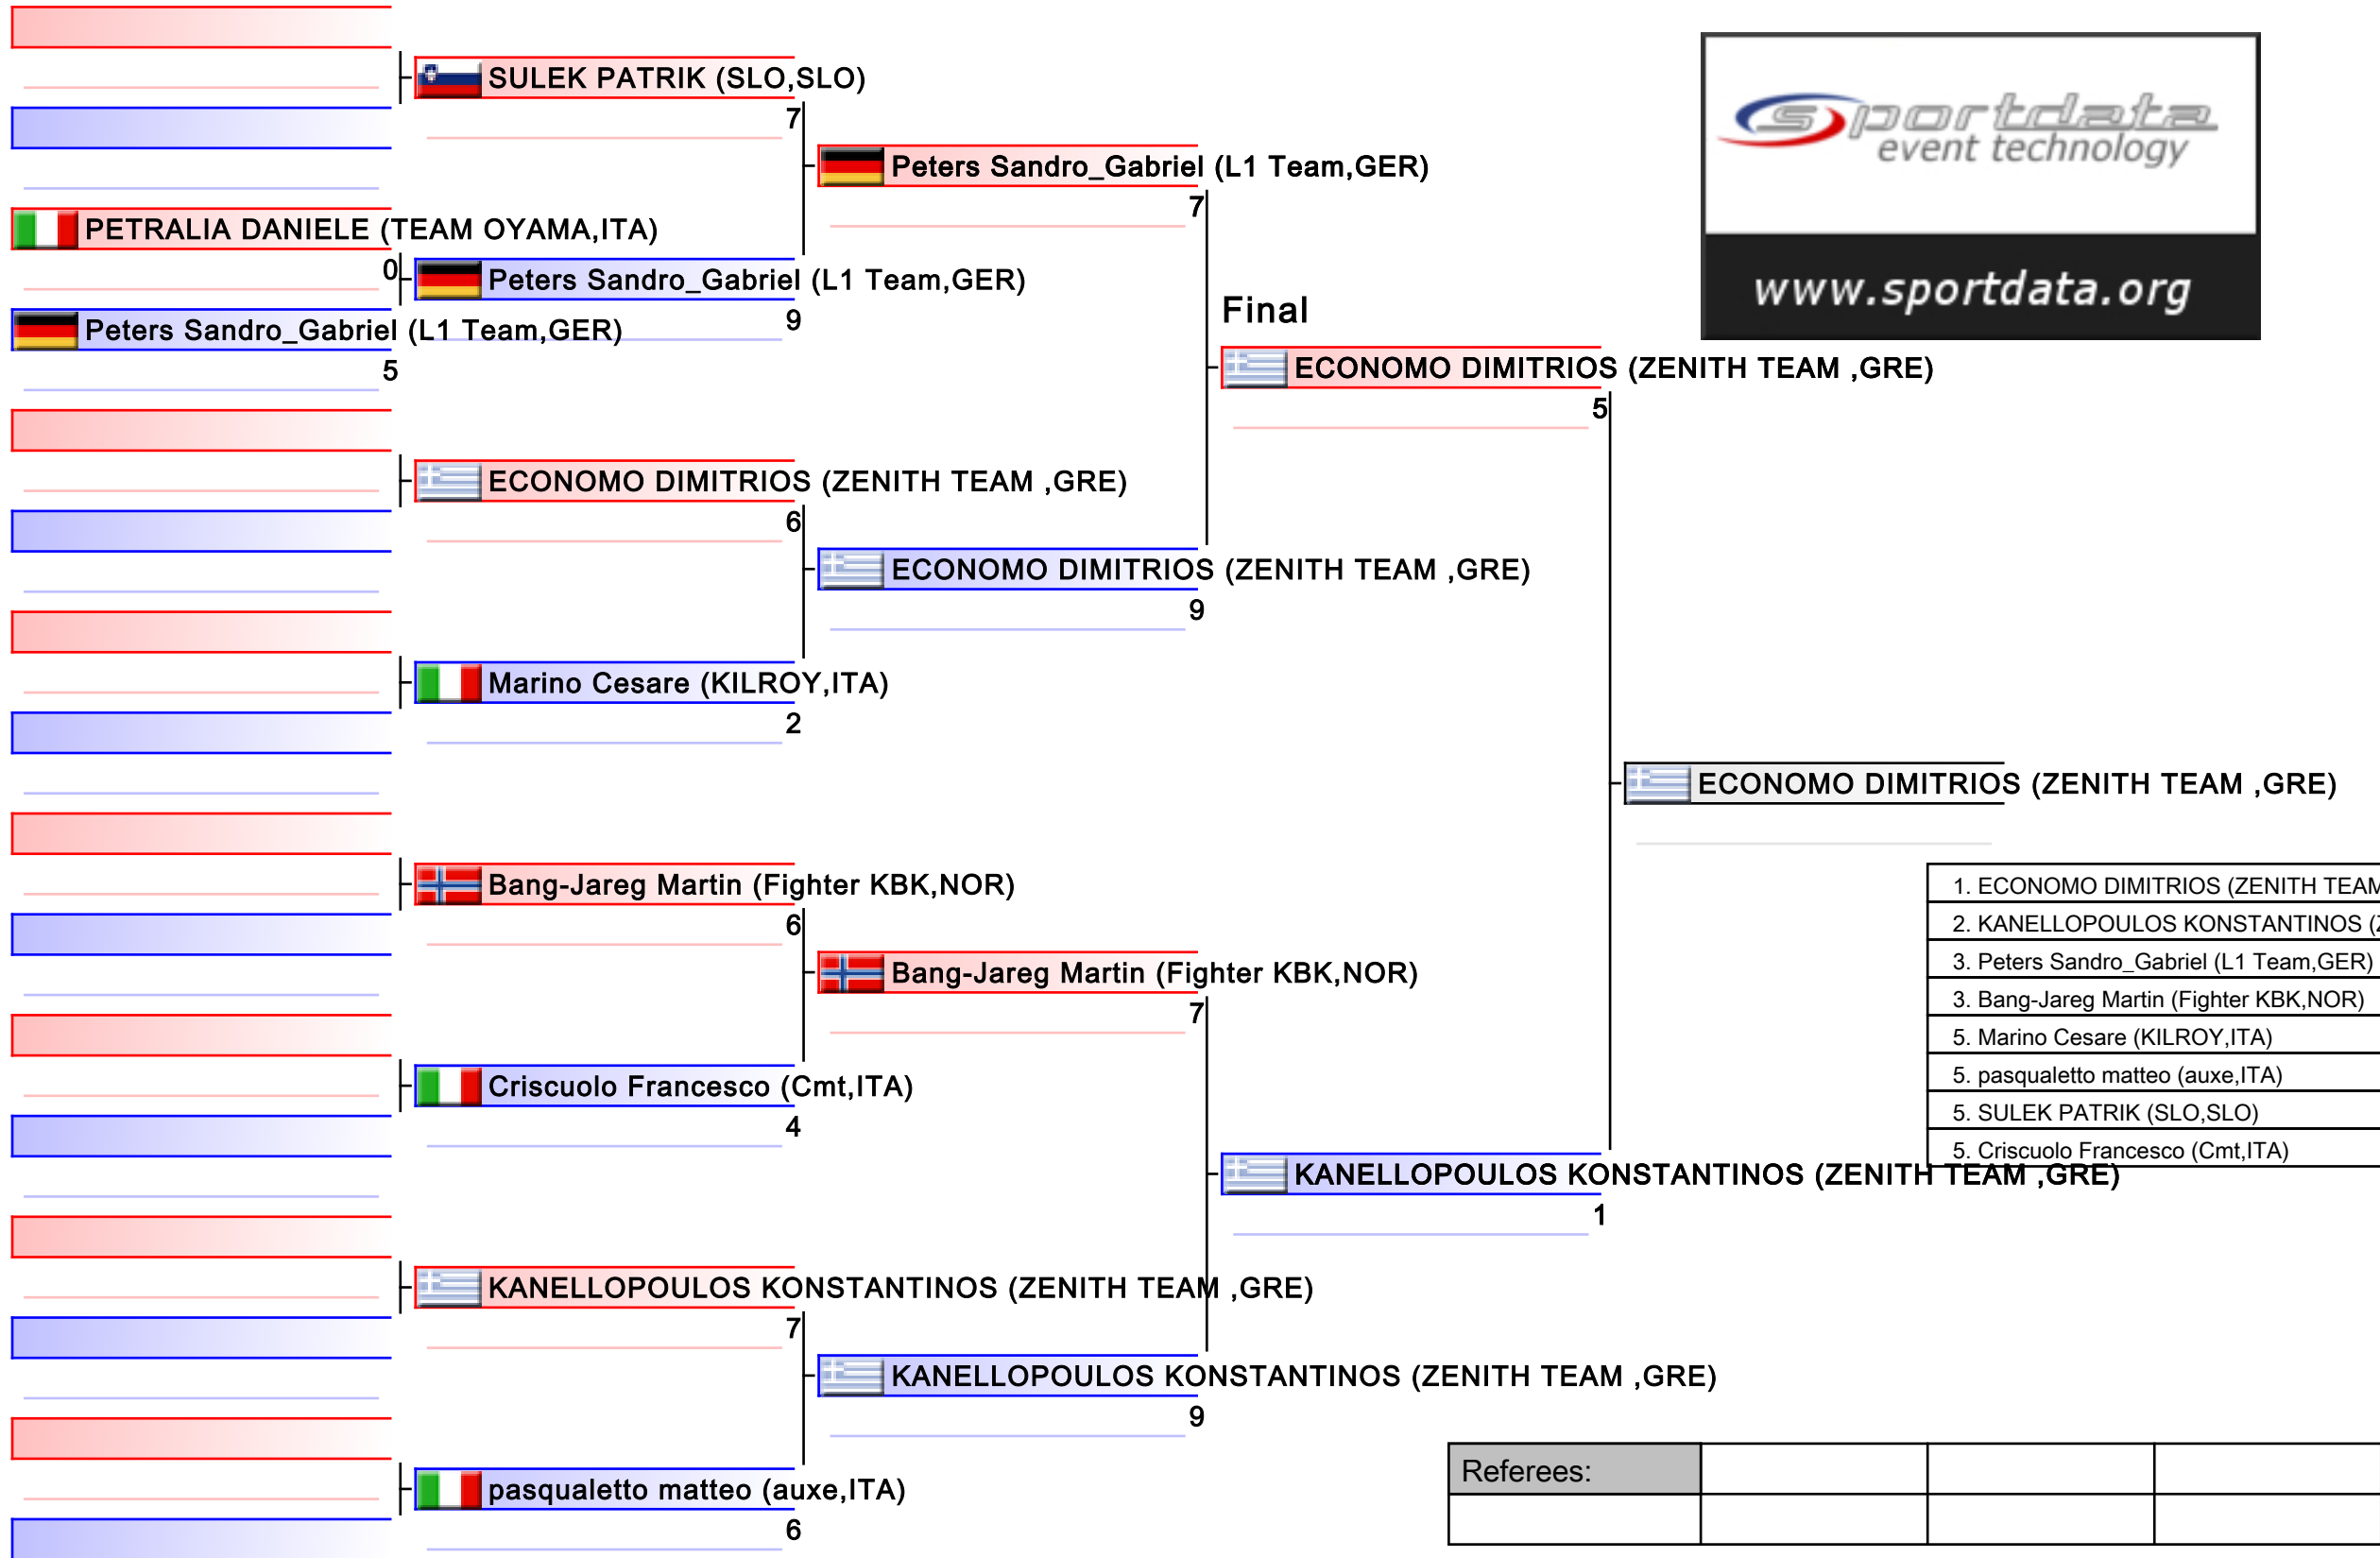 SULEK PATRIK (SLO,SLO)
7
Peters Sandro_Gabriel (L1 Team,GER)
7
PETRALIA DANIELE (TEAM OYAMA,ITA)
0
Peters Sandro_Gabriel (L1 Team,GER)
9
Peters Sandro_Gabriel (L1 Team,GER)
5
sportdata
event technology
www.sportdata.org
Final
ECONOMO DIMITRIOS (ZENITH TEAM ,GRE)
5
ECONOMO DIMITRIOS (ZENITH TEAM ,GRE)
6
ECONOMO DIMITRIOS (ZENITH TEAM ,GRE)
9
Marino Cesare (KILROY,ITA)
2
ECONOMO DIMITRIOS (ZENITH TEAM ,GRE)
Bang-Jareg Martin (Fighter KBK,NOR)
6
Bang-Jareg Martin (Fighter KBK,NOR)
7
Criscuolo Francesco (Cmt,ITA)
4
1. ECONOMO DIMITRIOS (ZENITH TEAM
2. KANELLOPOULOS KONSTANTINOS (Z
3. Peters Sandro_Gabriel (L1 Team,GER)
3. Bang-Jareg Martin (Fighter KBK,NOR)
5. Marino Cesare (KILROY,ITA)
5. pasqualetto matteo (auxe,ITA)
5. SULEK PATRIK (SLO,SLO)
5. Criscuolo Francesco (Cmt,ITA)
KANELLOPOULOS KONSTANTINOS (ZENITH TEAM ,GRE)
1
KANELLOPOULOS KONSTANTINOS (ZENITH TEAM ,GRE)
7
KANELLOPOULOS KONSTANTINOS (ZENITH TEAM ,GRE)
9
pasqualetto matteo (auxe,ITA)
6
Referees: